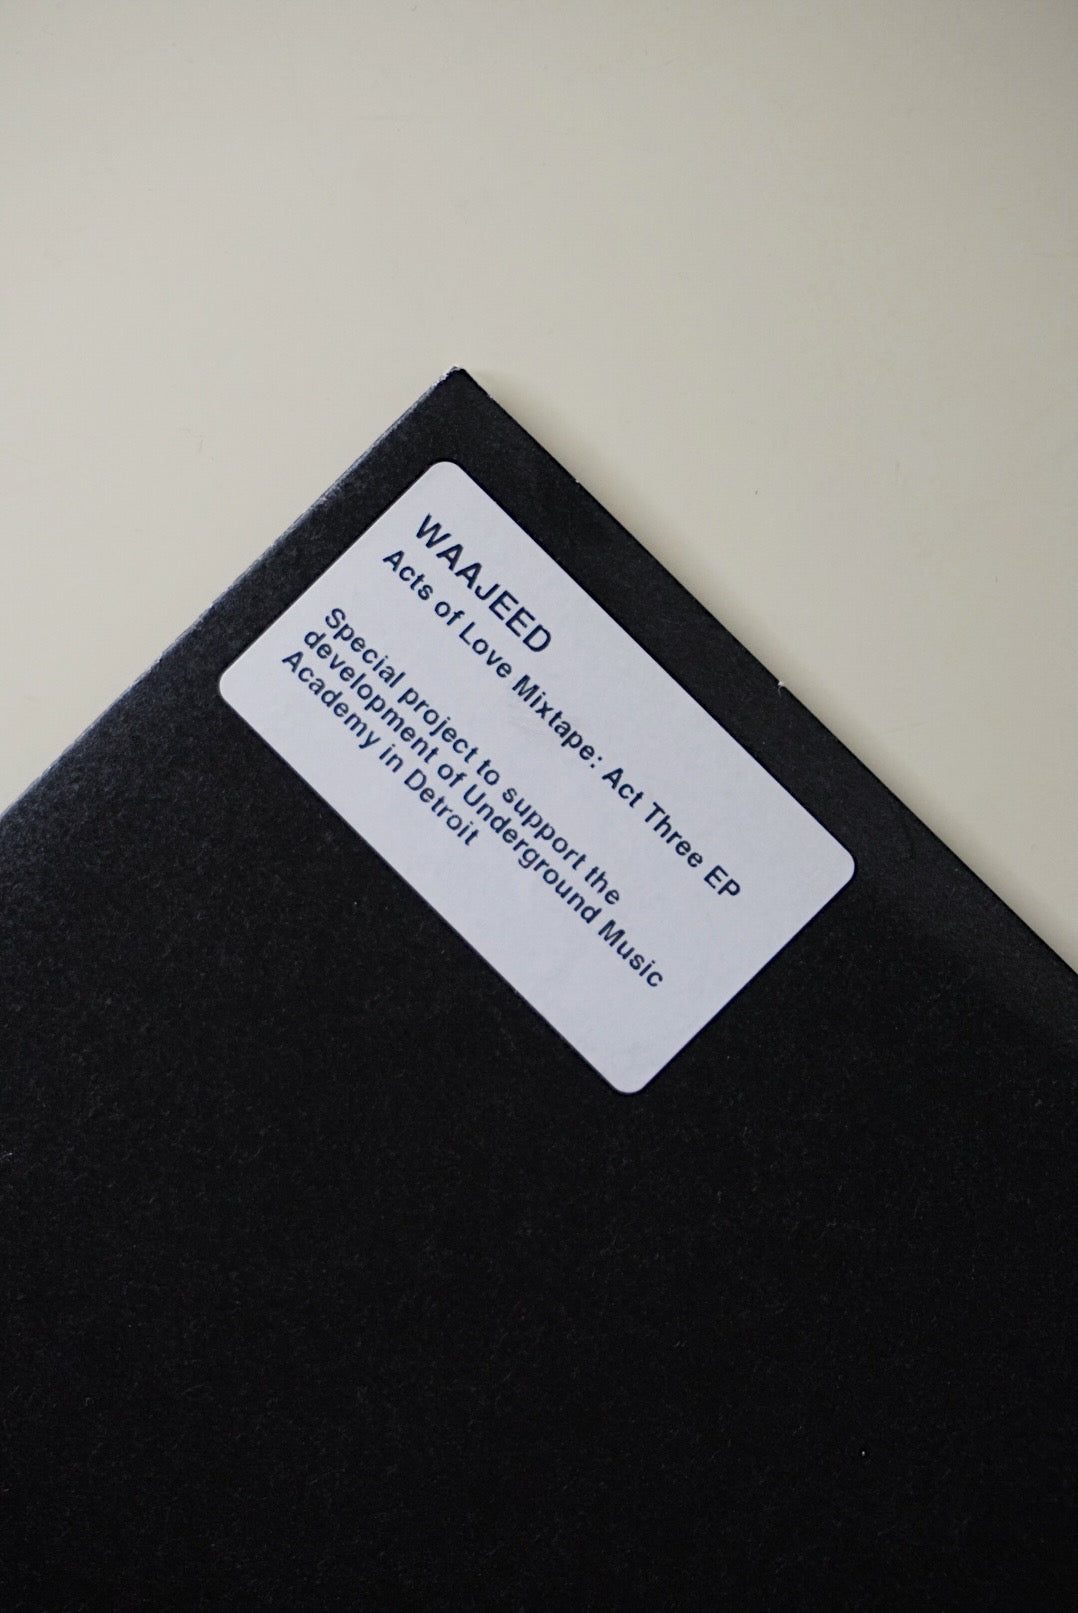 WAAJEED
Acts of Love Mixtape: Act Three EP
Special project to support the
development of Underground Music
Academy in Detroit